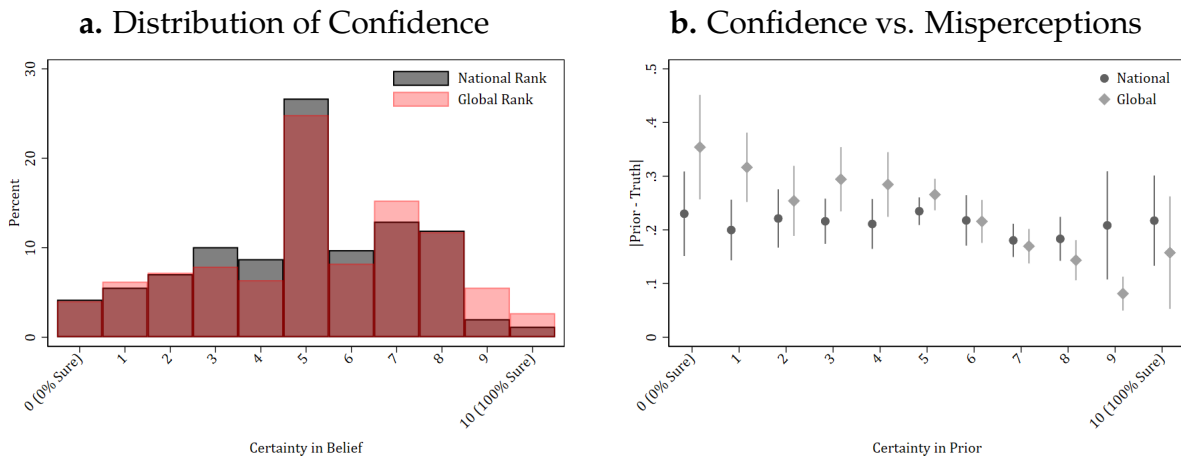 a. Distribution of Confidence
30
20
10
0
Percent
National Rank
Global Rank
0 (0% Sure)
1
2
3
4
5
6
7
8
9
10 (100% Sure)
Certainty in Belief
b. Confidence vs. Misperceptions
.5
.4
.3
.2
.1
0
|Prior - Truth|
National
Global
0 (0% Sure)
1
2
3
4
5
6
7
8
9
10 (100% Sure)
Certainty in Prior